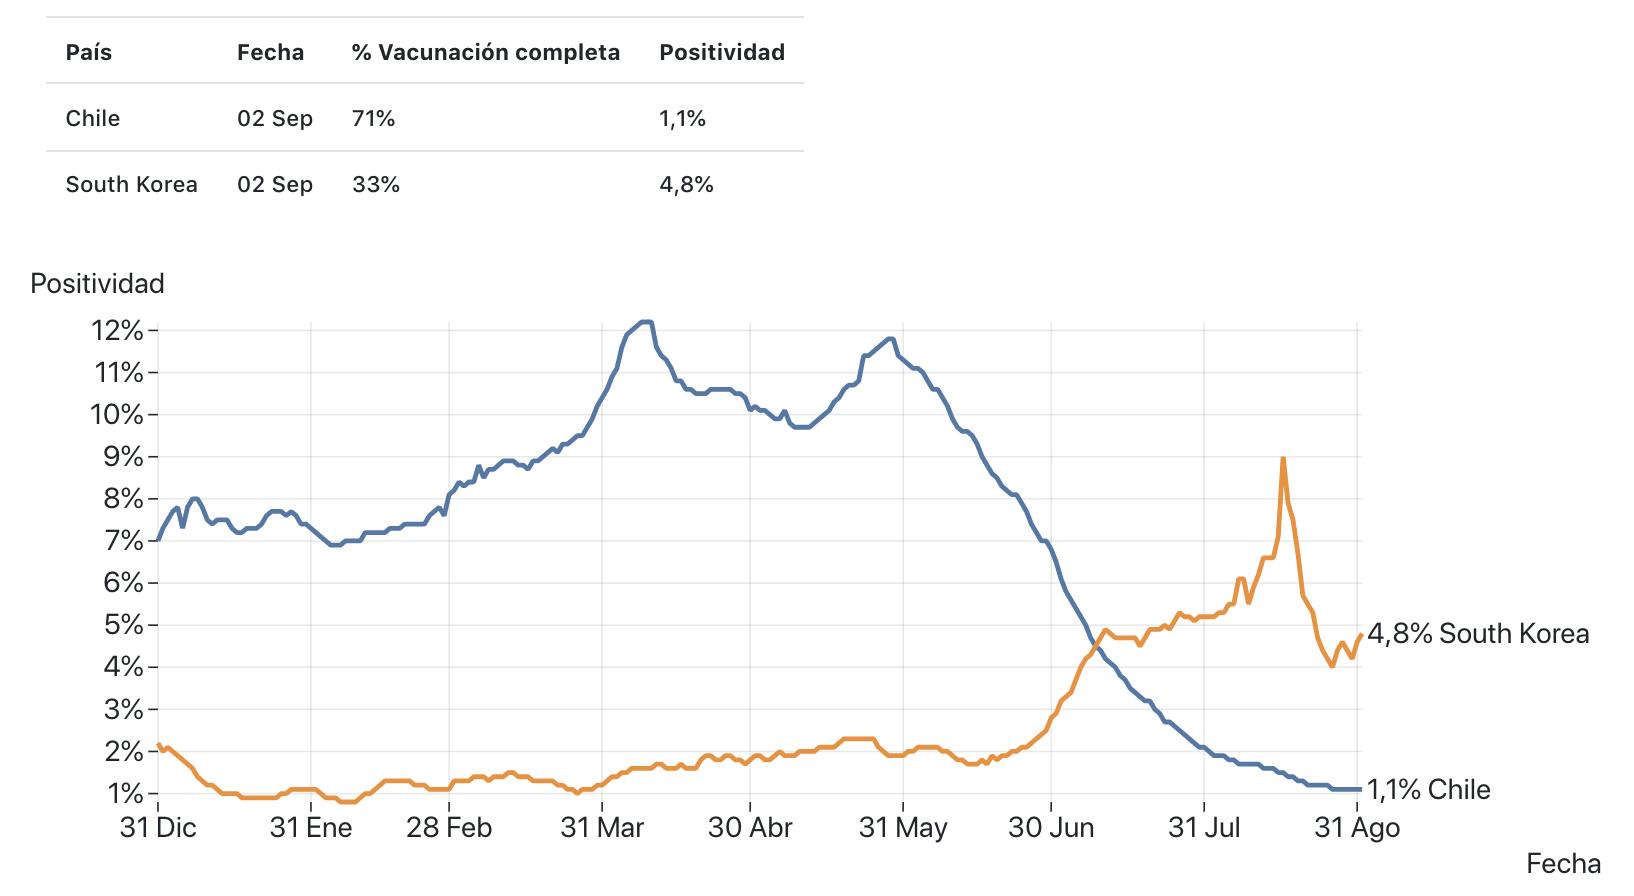 País Fecha % Vacunación completa Positividad
Chile 02 Sep 71% 1,1%
South Korea 02 Sep 33% 4,8%
Positividad
12%
11%
10%
9%
8%
7%
6%
5%
4%
3%
2%
1%
4,8% South Korea
1,1% Chile
31 Dic 31 Ene 28 Feb 31 Mar 30 Abr 31 May 30 Jun 31 Jul 31 Ago
Fecha